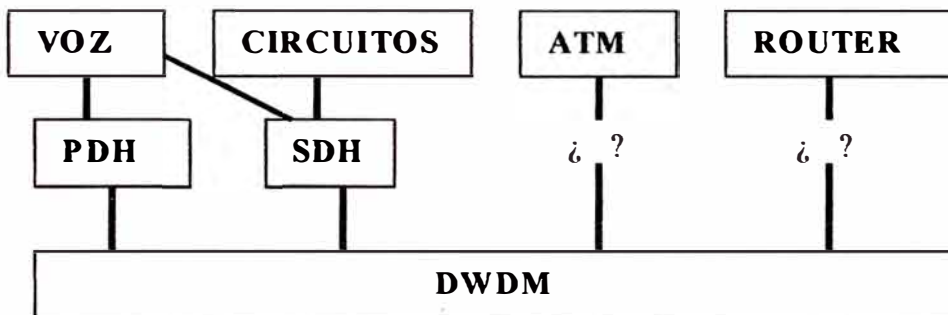 VOZ CIRCUITOS ATM ROUTER
PDH SDH ¿ ? ¿ ?
DWDM